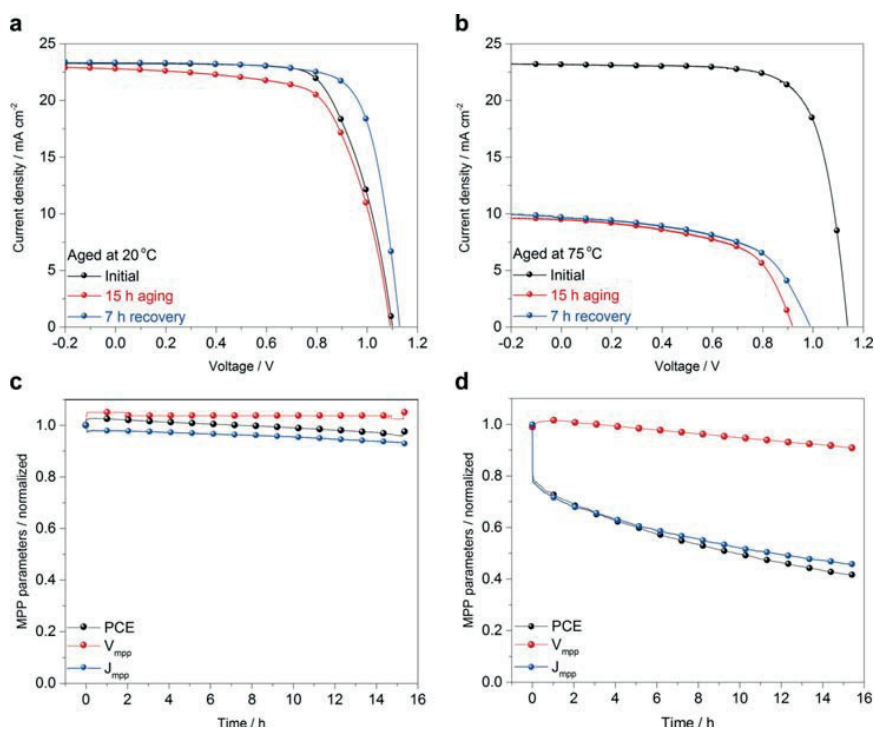 a
25
20
15
10
5
0
Current density / mA cm⁻²
Aged at 20 °C
Initial
15 h aging
7 h recovery
-0.2 0.0 0.2 0.4 0.6 0.8 1.0 1.2
Voltage / V
b
25
20
15
10
5
0
Current density / mA cm⁻²
Aged at 75 °C
Initial
15 h aging
7 h recovery
-0.2 0.0 0.2 0.4 0.6 0.8 1.0 1.2
Voltage / V
c
1.0
0.8
0.6
0.4
0.2
0.0
MPP parameters / normalized
PCE
Vmpp
Jmpp
0 2 4 6 8 10 12 14 16
Time / h
d
1.0
0.8
0.6
0.4
0.2
0.0
MPP parameters / normalized
PCE
Vmpp
Jmpp
0 2 4 6 8 10 12 14 16
Time / h